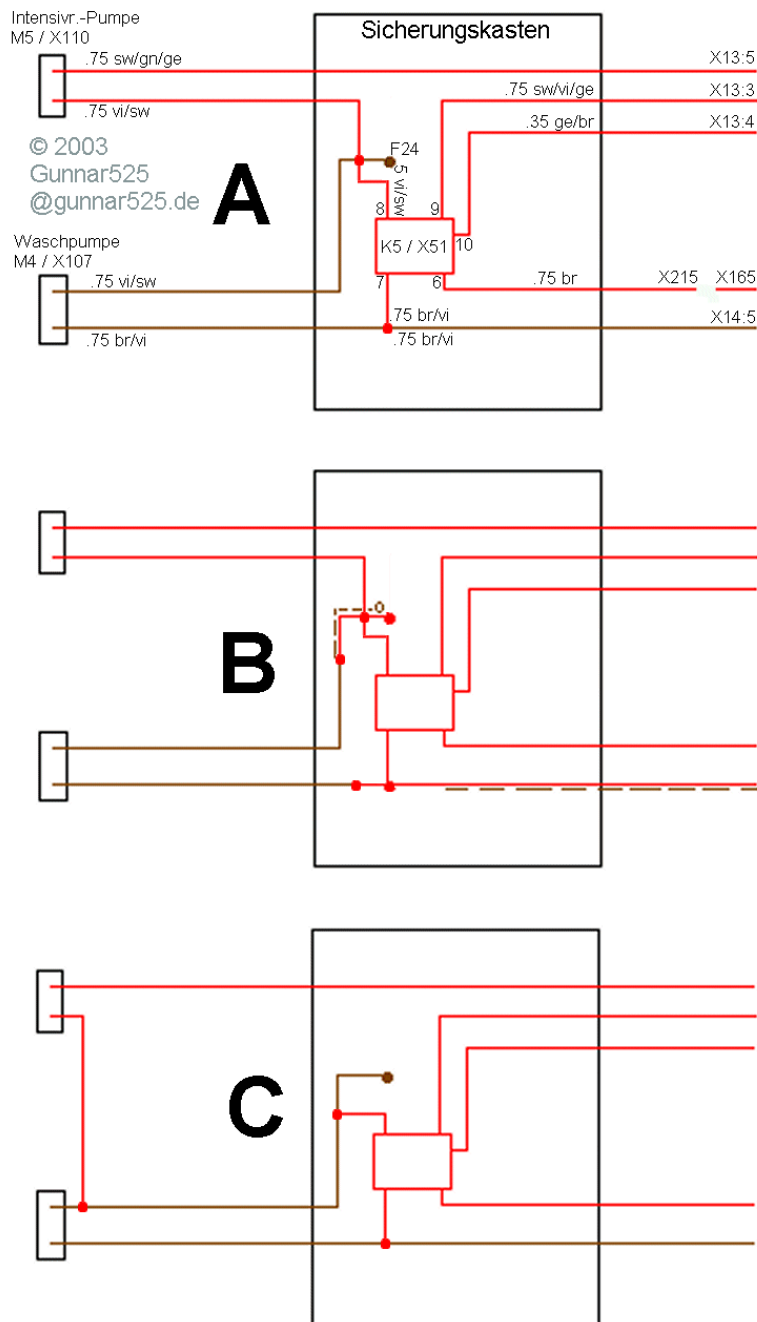 Intensivr.-Pumpe
M5 / X110
Sicherungskasten
.75 sw/gn/ge
X13:5
.75 vi/sw
.75 sw/vi/ge
X13:3
.35 ge/br
X13:4
© 2003
Gunnar525
@gunnar525.de
A
F24
.5 vi/sw
8
9
K5 / X51
10
7
6
Waschpumpe
M4 / X107
.75 vi/sw
.75 br
X215
X165
.75 br/vi
X14:5
.75 br/vi
.75 br/vi
B
0
C